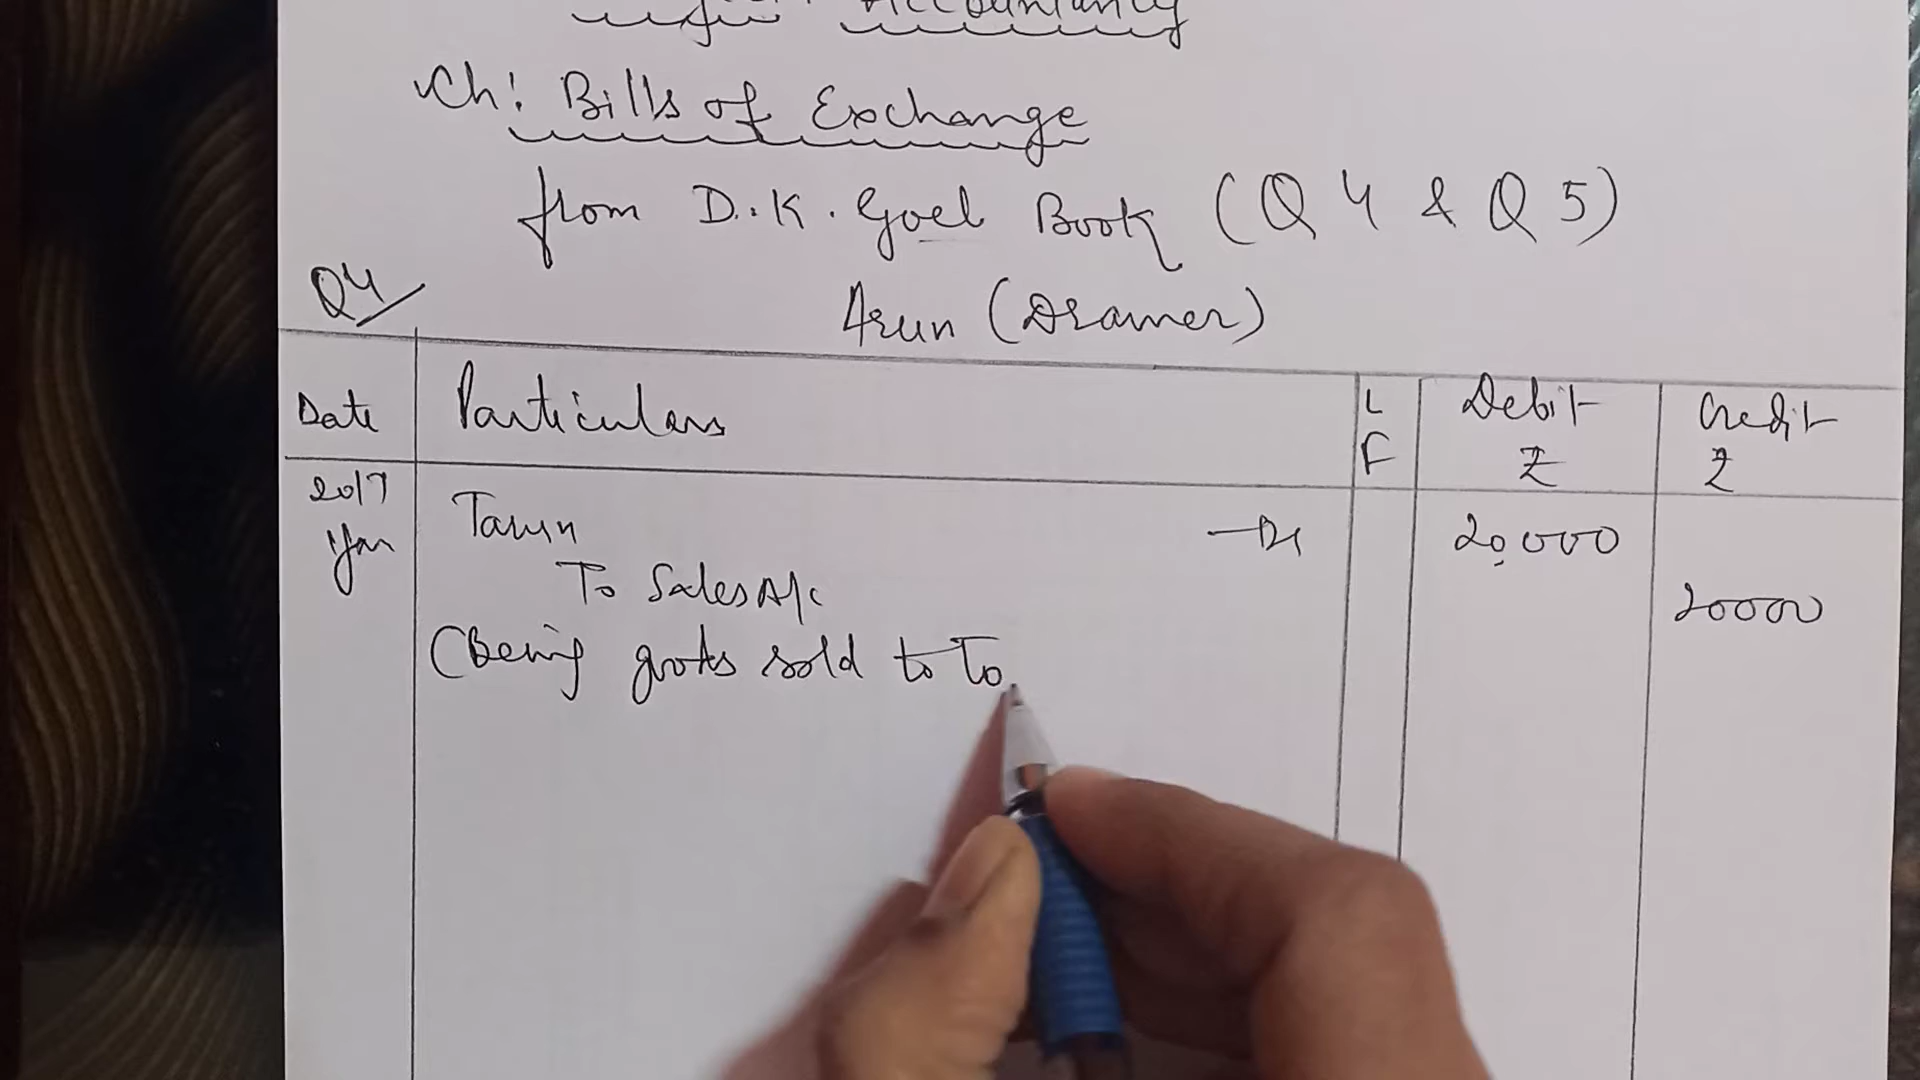 Accountancy
Ch: Bills of Exchange
from D.K. Goel Book (Q 4 & Q 5)
Q4
Arun (Drawer)
Date Particulars L F Debit ₹ Credit ₹
2017 Jan Tarun Dr 20,000
To Sales A/c 20000
(Being goods sold to Ta